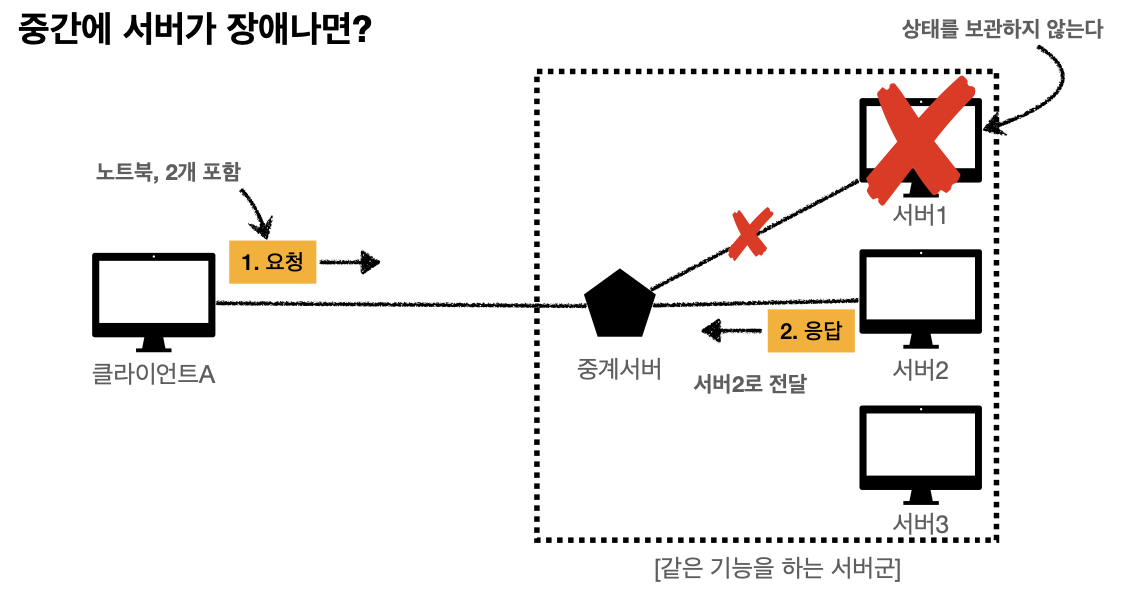 중간에 서버가 장애나면?
상태를 보관하지 않는다
노트북, 2개 포함
1. 요청
클라이언트A
중계서버
2. 응답
서버2로 전달
서버1
서버2
서버3
[같은 기능을 하는 서버군]